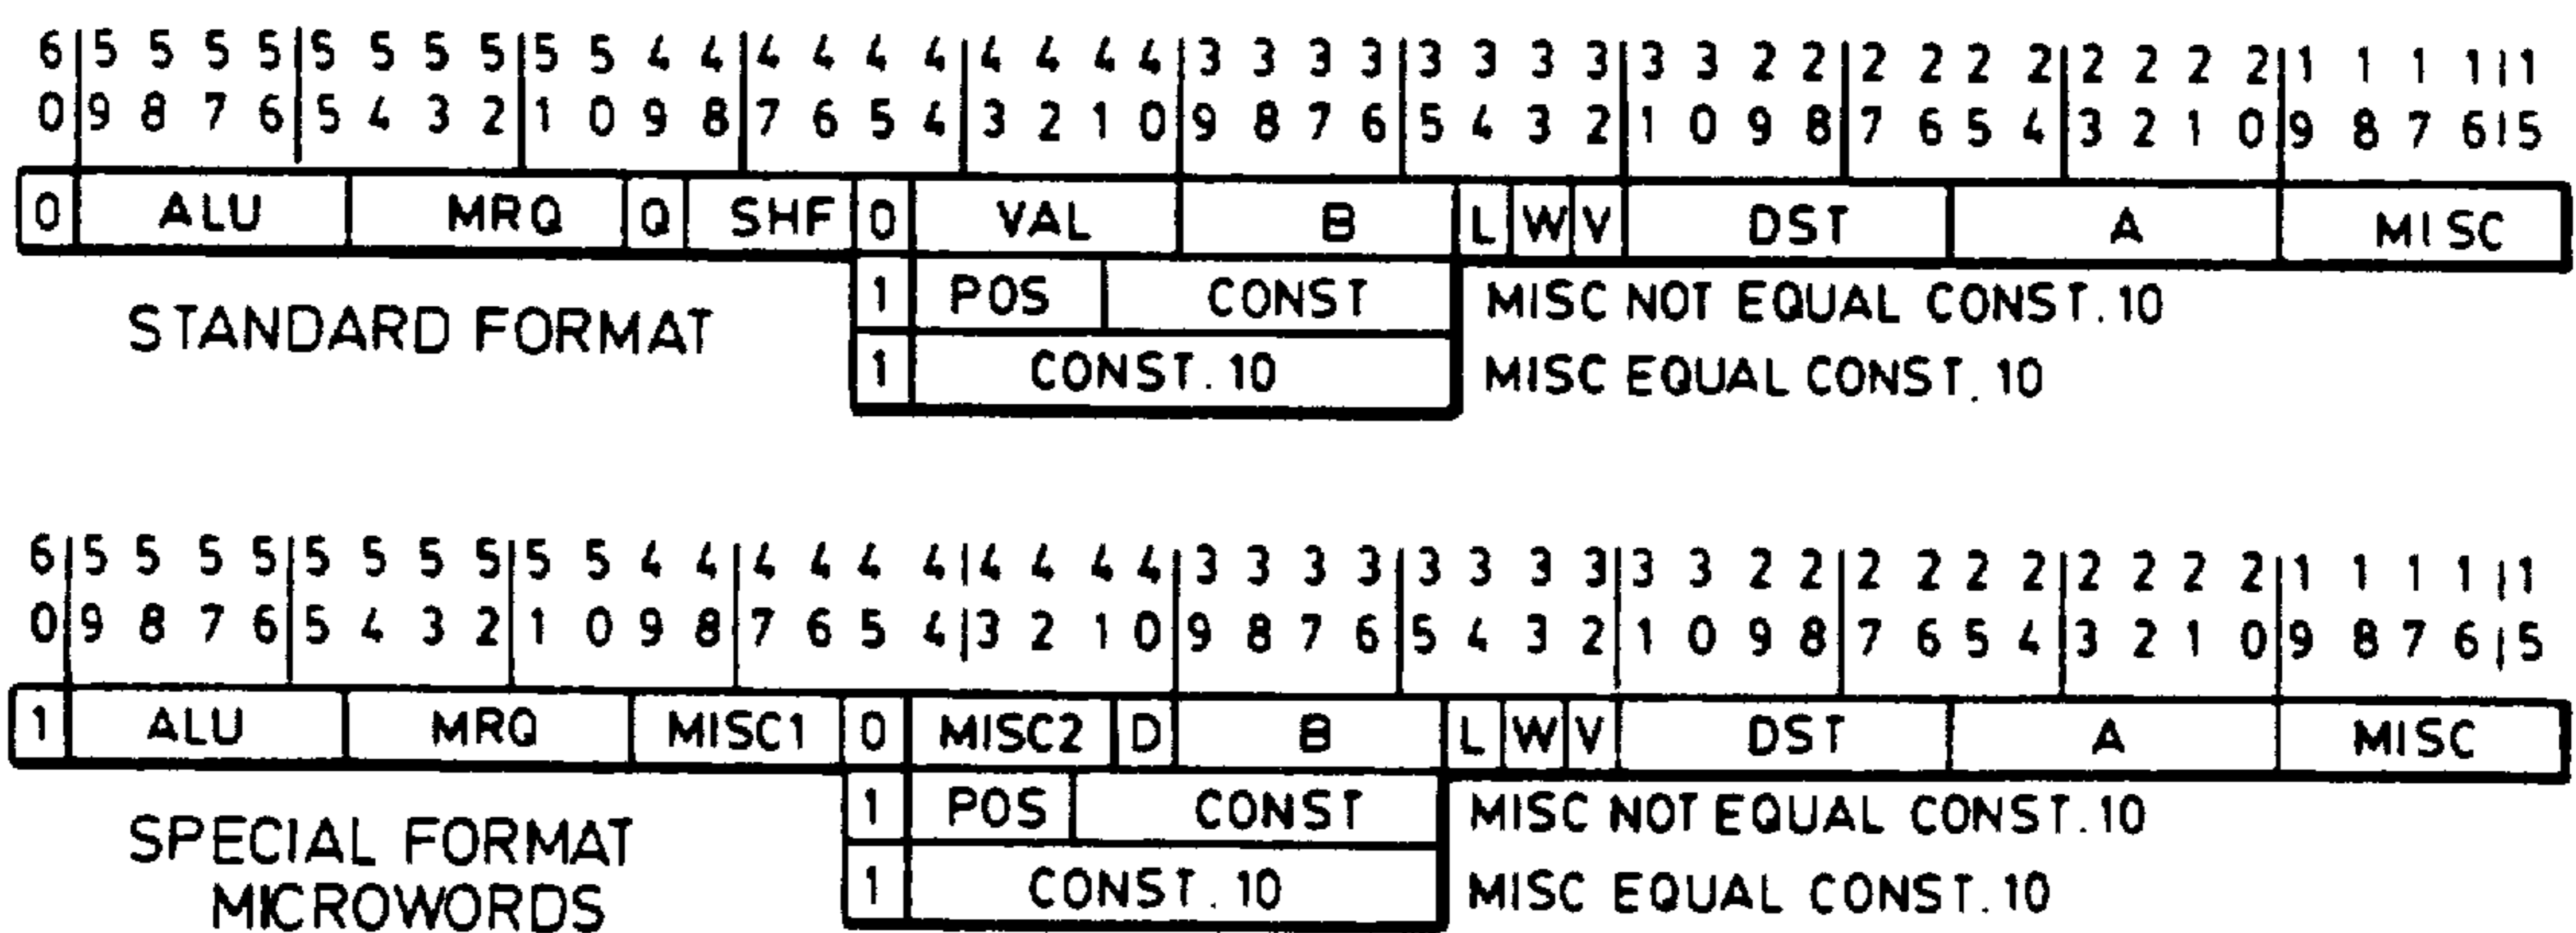 6 5 5 5 5 5 5 5 5 5 5 4 4 4 4 4 4 4 4 4 4 3 3 3 3 3 3 3 3 3 3 2 2 2 2 2 2 2 2 2 2 1 1 1 1 1
0 9 8 7 6 5 4 3 2 1 0 9 8 7 6 5 4 3 2 1 0 9 8 7 6 5 4 3 2 1 0 9 8 7 6 5 4 3 2 1 0 9 8 7 6 5
0 ALU MRQ Q SHF 0 VAL B L W V DST A MISC
1 POS CONST MISC NOT EQUAL CONST.10
STANDARD FORMAT
1 CONST.10 MISC EQUAL CONST.10
6 5 5 5 5 5 5 5 5 5 5 4 4 4 4 4 4 4 4 4 4 3 3 3 3 3 3 3 3 3 3 2 2 2 2 2 2 2 2 2 2 1 1 1 1 1
0 9 8 7 6 5 4 3 2 1 0 9 8 7 6 5 4 3 2 1 0 9 8 7 6 5 4 3 2 1 0 9 8 7 6 5 4 3 2 1 0 9 8 7 6 5
1 ALU MRQ MISC1 0 MISC2 D B L W V DST A MISC
1 POS CONST MISC NOT EQUAL CONST.10
SPECIAL FORMAT
1 CONST.10 MISC EQUAL CONST.10
MICROWORDS